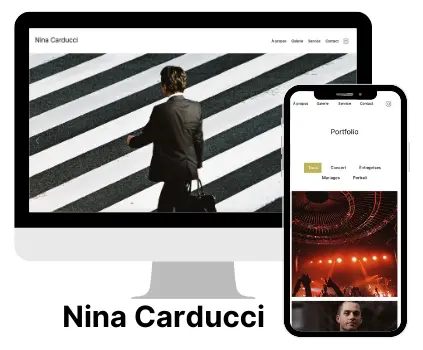 Nina Carducci
À propos Galerie Service Contact
À propos Galerie Service Contact
Portfolio
Tous Concert Entreprises
Mariages Portrait
Nina Carducci